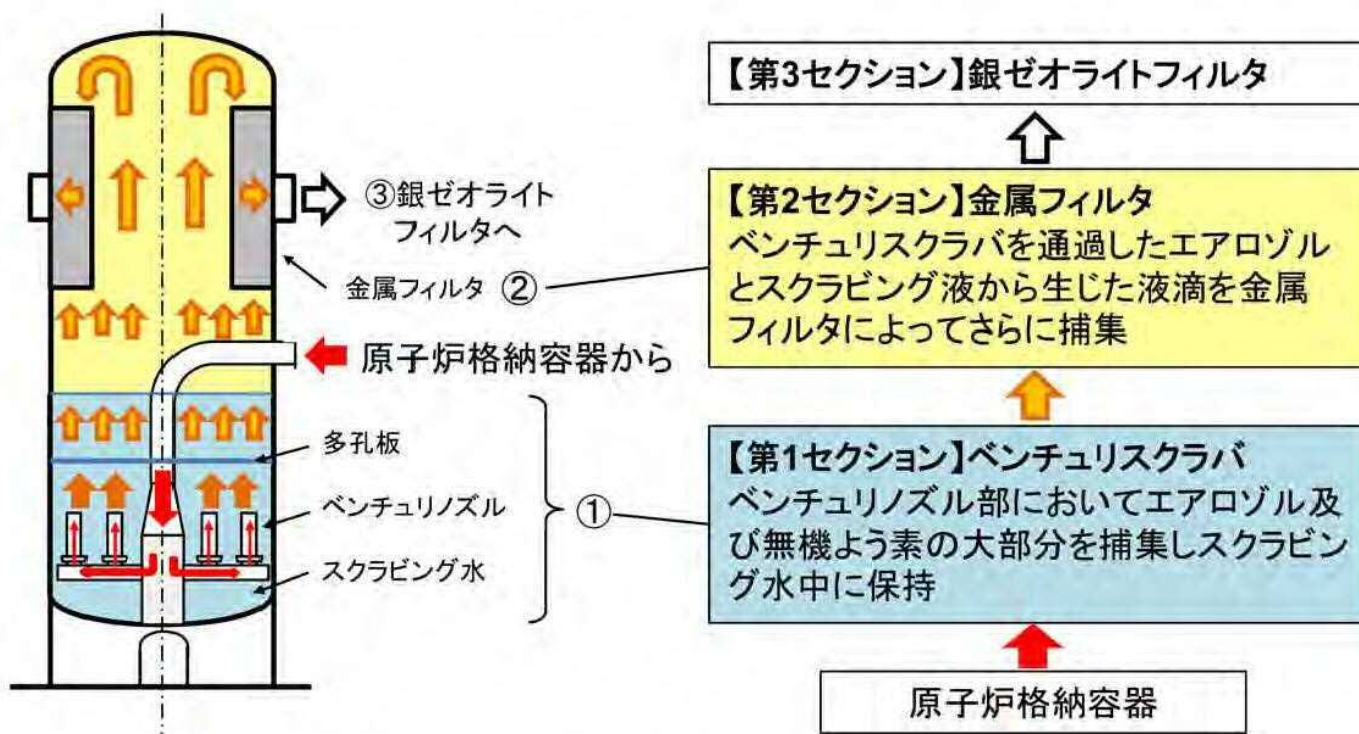 ③銀ゼオライト
フィルタへ
金属フィルタ ②
原子炉格納容器から
多孔板
ベンチュリノズル
スクラビング水
①
【第3セクション】銀ゼオライトフィルタ
【第2セクション】金属フィルタ
ベンチュリスクラバを通過したエアロゾル
とスクラビング液から生じた液滴を金属
フィルタによってさらに捕集
【第1セクション】ベンチュリスクラバ
ベンチュリノズル部においてエアロゾル及
び無機よう素の大部分を捕集しスクラビン
グ水中に保持
原子炉格納容器